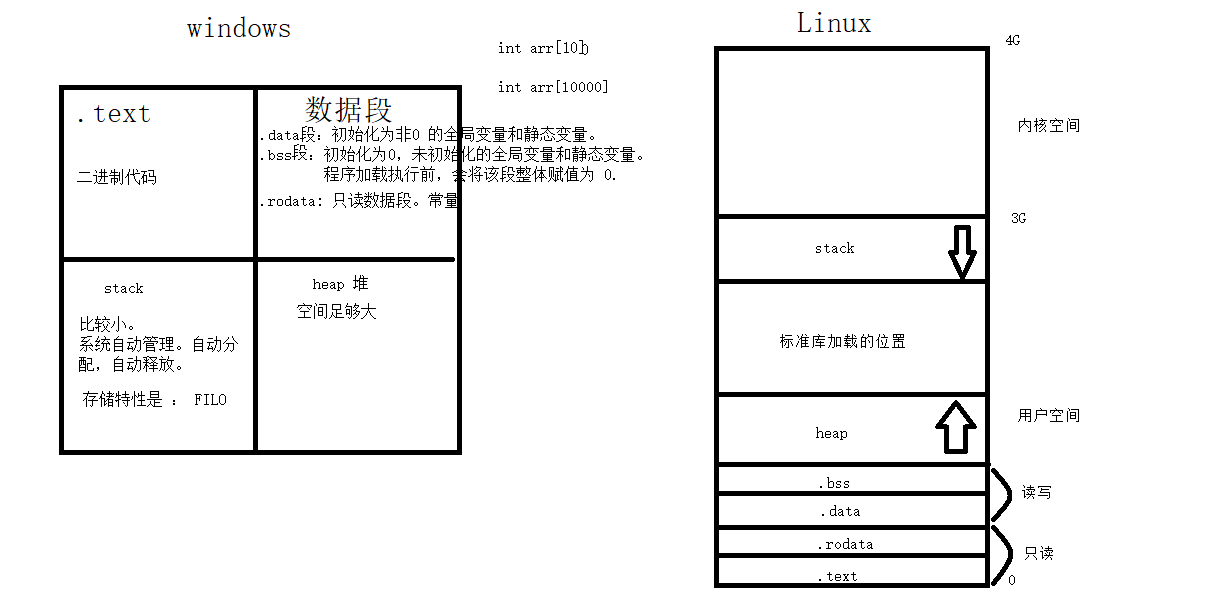 windows
int arr[10]
int arr[10000]
.text
二进制代码
数据段
.data段: 初始化为非0 的全局变量和静态变量。
.bss段: 初始化为0, 未初始化的全局变量和静态变量。
程序加载执行前, 会将该段整体赋值为 0.
.rodata: 只读数据段。常量
stack
比较小。
系统自动管理。自动分
配, 自动释放。
存储特性是 : FILO
heap 堆
空间足够大
Linux
4G
内核空间
3G
stack
标准库加载的位置
用户空间
heap
.bss
读写
.data
.rodata
只读
.text
0